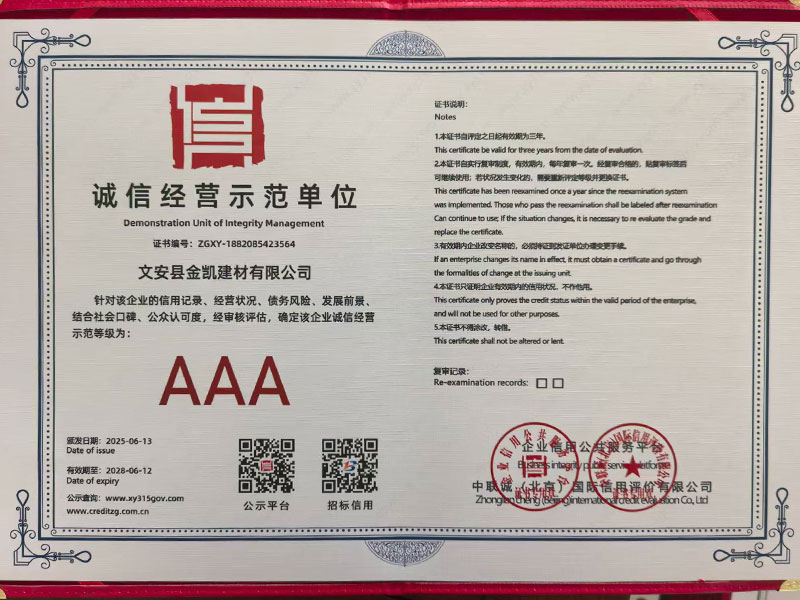 诚信经营示范单位
Demonstration Unit of Integrity Management
证书编号：ZGXY-1882085423564
文安县金凯建材有限公司
针对该企业的信用记录、经营状况、债务风险、发展前景、
结合社会口碑、公众认可度，经审核评估，确定该企业诚信经营
示范等级为：
AAA
颁发日期：2025-06-13
Date of issue
有效期至：2028-06-12
Date of expiry
公示查询：www.xy315gov.com
www.creditzg.com.cn
公示平台
招标信用
证书说明：
Notes
1.本证书自评定之日起有效期为三年。
This certificate be valid for three years from the date of evaluation.
2.本证书自实行复审制度，有效期内，每年复审一次。经复审合格的，贴复审标签后
可继续使用；若状况发生变化的，需要重新评定等级并更换证书。
This certificate has been reexamined once a year since the reexamination system
was implemented. Those who pass the reexamination shall be labeled after reexamination
Can continue to use; If the situation changes, it is necessary to re evaluate the grade and
replace the certificate.
3.有效期内企业改变名称的，必须持证到发证单位办理变更手续。
If an enterprise changes its name in effect, it must obtain a certificate and go through
the formalities of change at the issuing unit.
4.本证书只证明企业有效期内的信用状况，不作他用。
This certificate only proves the credit status within the valid period of the enterprise,
and will not be used for other purposes.
5.本证书不得涂改，转借。
This certificate shall not be altered or lent.
复审记录：
Re-examination records:
企业信用公共服务平台
Business integrity public service platform
中联诚（北京）国际信用评价有限公司
Zhongliancheng (Beijing) international credit evaluation Co., Ltd